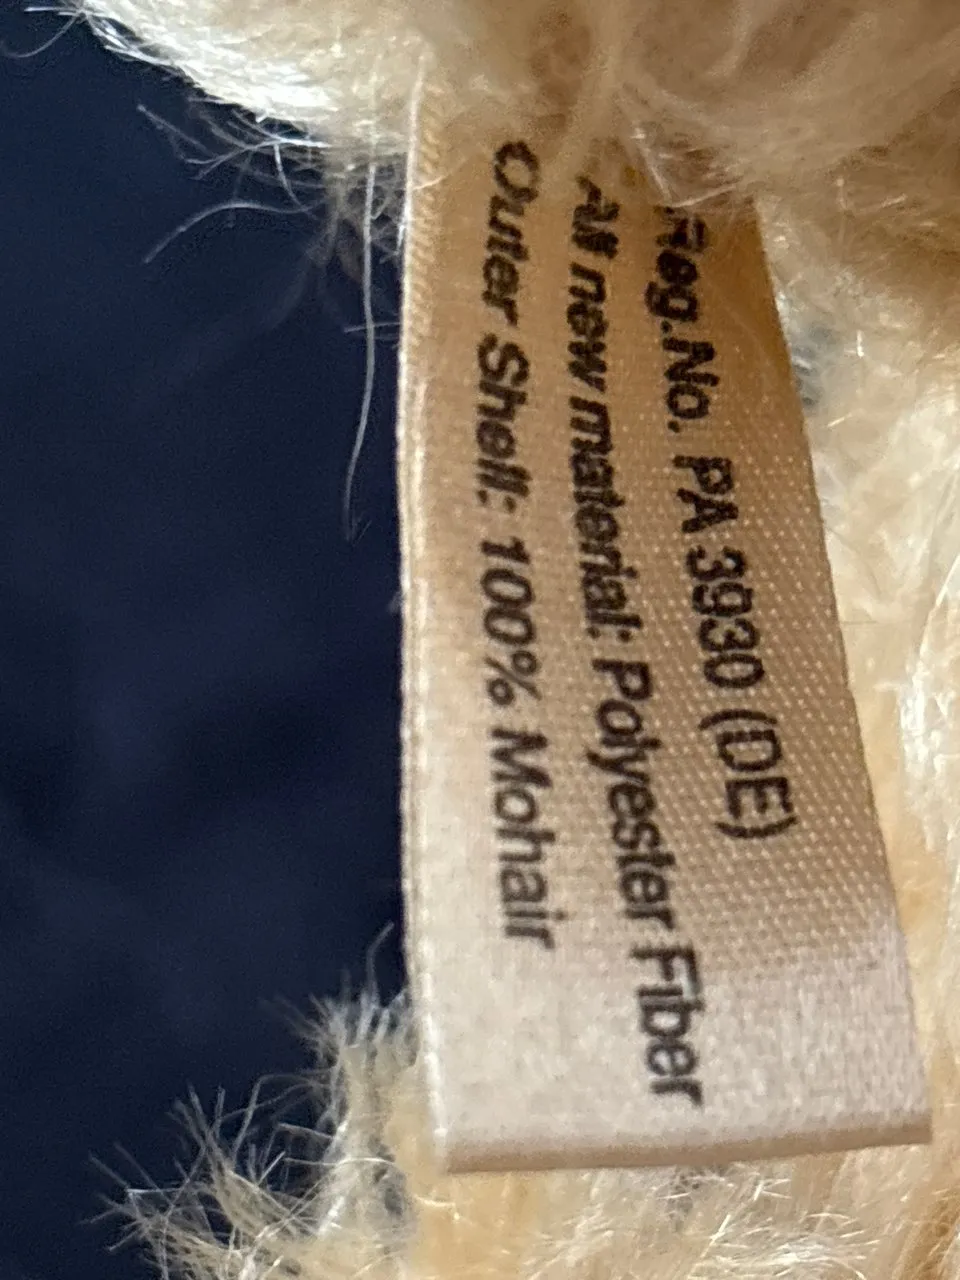 Reg.No. PA 3930 (DE)
All new material: Polyester Fiber
Outer Shell: 100% Mohair